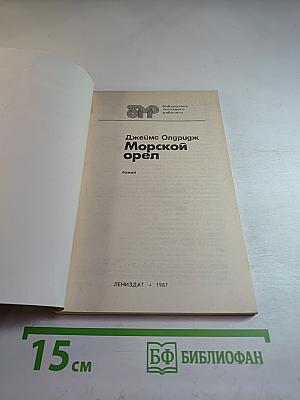 БМР
библиотека
молодого
рабочего
Джеймс Олдридж
Морской
орел
роман
ЛЕНИЗДАТ • 1987
15 см
БФ БИБЛИОФАН